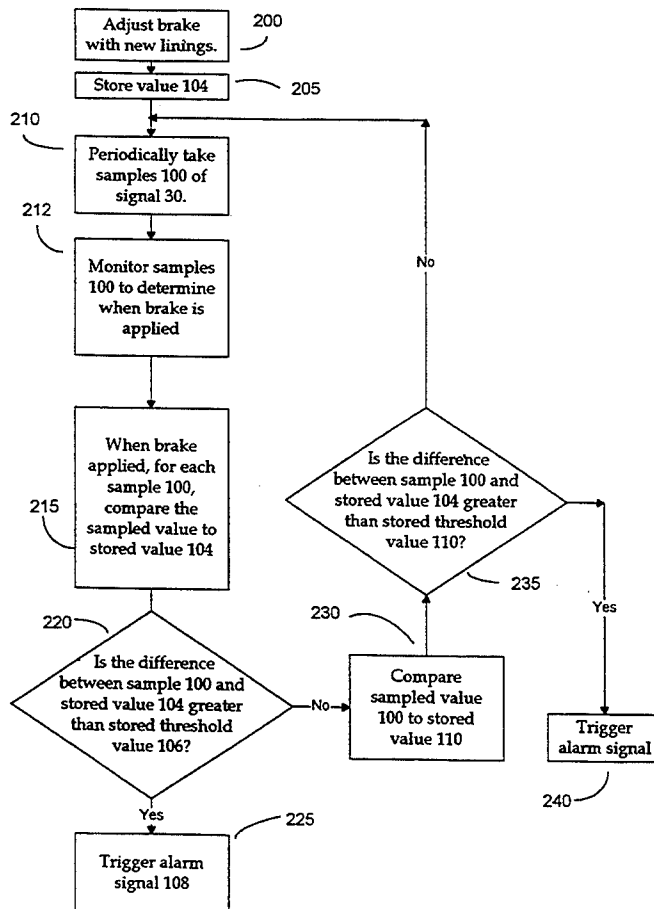 Adjust brake
with new linings.
200
Store value 104
205
210
Periodically take
samples 100 of
signal 30.
212
Monitor samples
100 to determine
when brake is
applied
No
When brake
applied, for each
sample 100,
compare the
sampled value to
stored value 104
215
Is the difference
between sample 100 and
stored value 104 greater
than stored threshold
value 110?
235
220
Is the difference
between sample 100 and
stored value 104 greater
than stored threshold
value 106?
No
230
Compare
sampled value
100 to stored
value 110
Yes
Trigger
alarm signal
240
Yes
225
Trigger alarm
signal 108